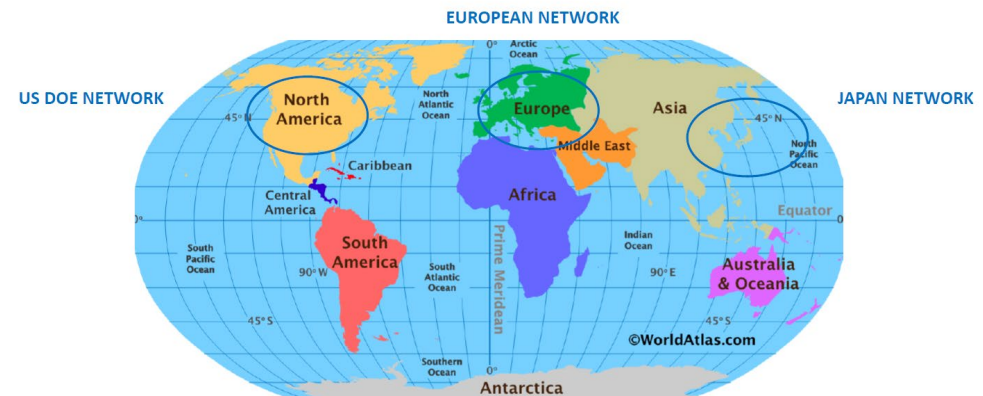 EUROPEAN NETWORK
US DOE NETWORK
JAPAN NETWORK
0°
Arctic
Ocean
North
America
45° N
North
Atlantic
Ocean
Europe
Asia
45° N
North
Pacific
Ocean
Middle East
Caribbean
Central
America
Africa
Equator
0°
0
South
Pacific
Ocean
South
America
90° W
South
Atlantic
Ocean
Prime Meridean
Indian
Ocean
90° E
Australia
& Oceania
45°S
45°S
©WorldAtlas.com
Southern
Ocean
0°
Antarctica